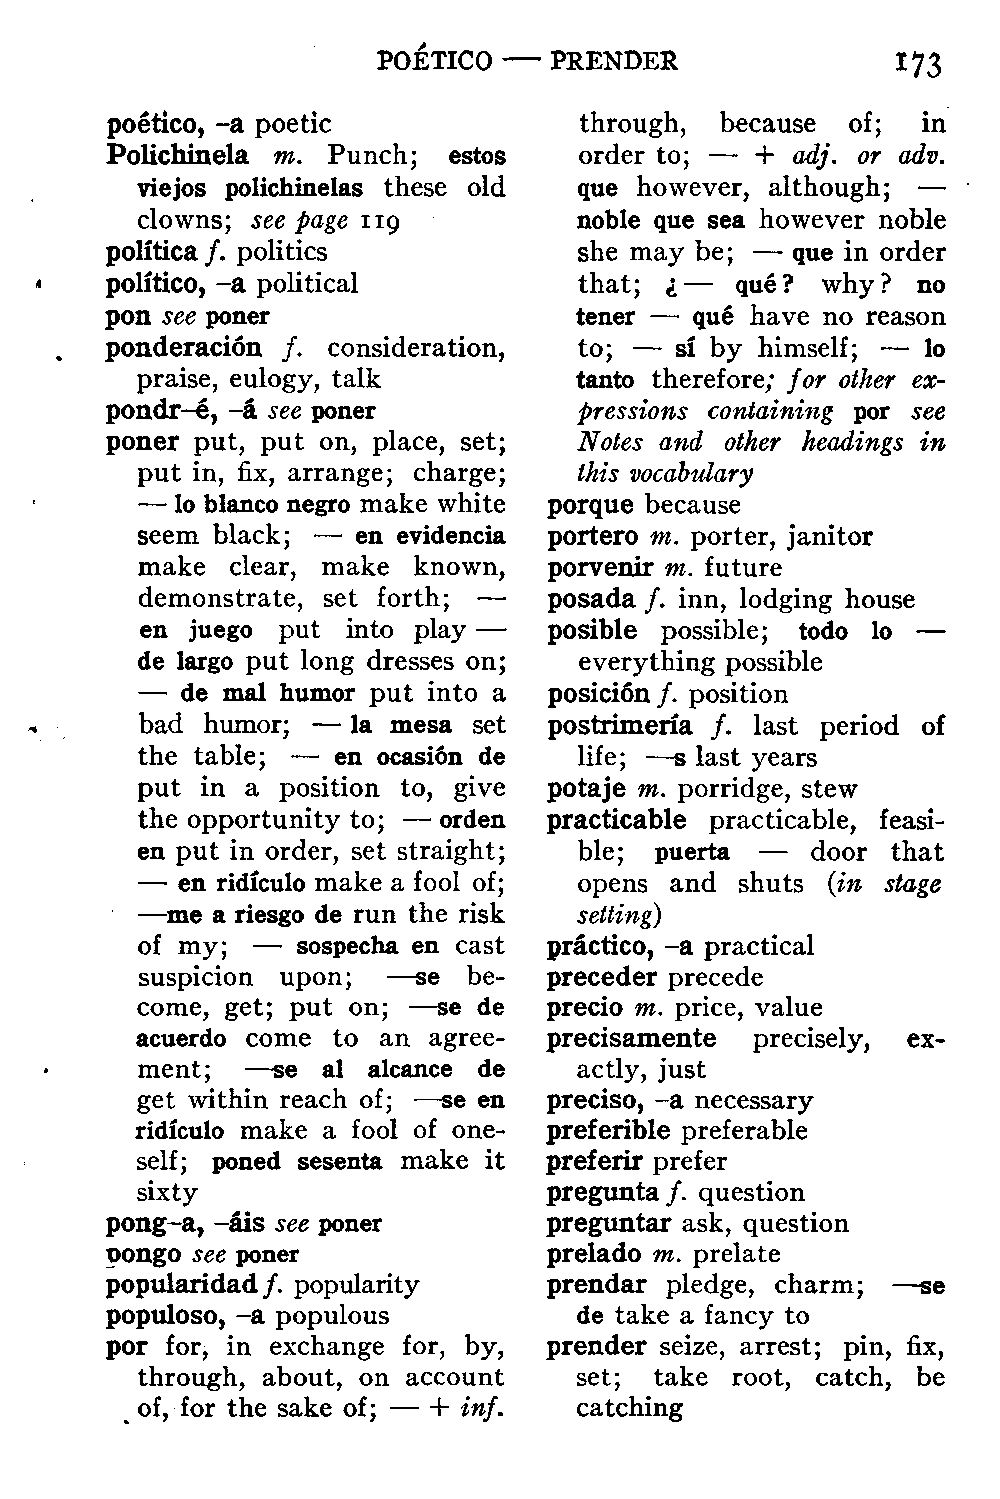 POÉTICO — PRENDER 173
poético, -a poetic
Polichinela m. Punch; estos
viejos polichinelas these old
clowns; see page 119
política f. politics
político, -a political
pon see poner
ponderación f. consideration,
praise, eulogy, talk
pondr-é, -á see poner
poner put, put on, place, set;
put in, fix, arrange; charge;
— lo blanco negro make white
seem black; — en evidencia
make clear, make known,
demonstrate, set forth; —
en juego put into play —
de largo put long dresses on;
— de mal humor put into a
bad humor; — la mesa set
the table; — en ocasión de
put in a position to, give
the opportunity to; — orden
en put in order, set straight;
— en ridículo make a fool of;
—me a riesgo de run the risk
of my; — sospecha en cast
suspicion upon; —se be-
come, get; put on; —se de
acuerdo come to an agree-
ment; —se al alcance de
get within reach of; —se en
ridículo make a fool of one-
self; poned sesenta make it
sixty
pong-a, -áis see poner
pongo see poner
popularidad f. popularity
populoso, -a populous
por for, in exchange for, by,
through, about, on account
of, for the sake of; — + inf.
through, because of; in
order to; — + adj. or adv.
que however, although; —
noble que sea however noble
she may be; — que in order
that; ¿— qué? why? no
tener — qué have no reason
to; — sí by himself; — lo
tanto therefore; for other ex-
pressions containing por see
Notes and other headings in
this vocabulary
porque because
portero m. porter, janitor
porvenir m. future
posada f. inn, lodging house
posible possible; todo lo —
everything possible
posición f. position
postrimería f. last period of
life; —s last years
potaje m. porridge, stew
practicable practicable, feasi-
ble; puerta — door that
opens and shuts (in stage
setting)
práctico, -a practical
preceder precede
precio m. price, value
precisamente precisely, ex-
actly, just
preciso, -a necessary
preferible preferable
preferir prefer
pregunta f. question
preguntar ask, question
prelado m. prelate
prendar pledge, charm; —se
de take a fancy to
prender seize, arrest; pin, fix,
set; take root, catch, be
catching